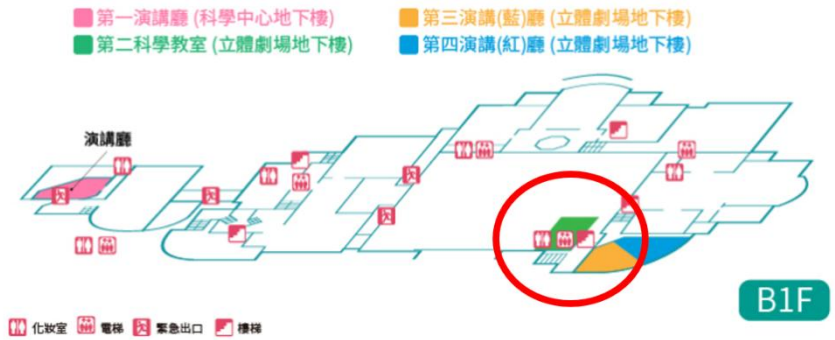 第一演講廳 (科學中心地下樓)
第三演講(藍)廳 (立體劇場地下樓)
第二科學教室 (立體劇場地下樓)
第四演講(紅)廳 (立體劇場地下樓)
演講廳
B1F
化妝室 電梯 緊急出口 樓梯